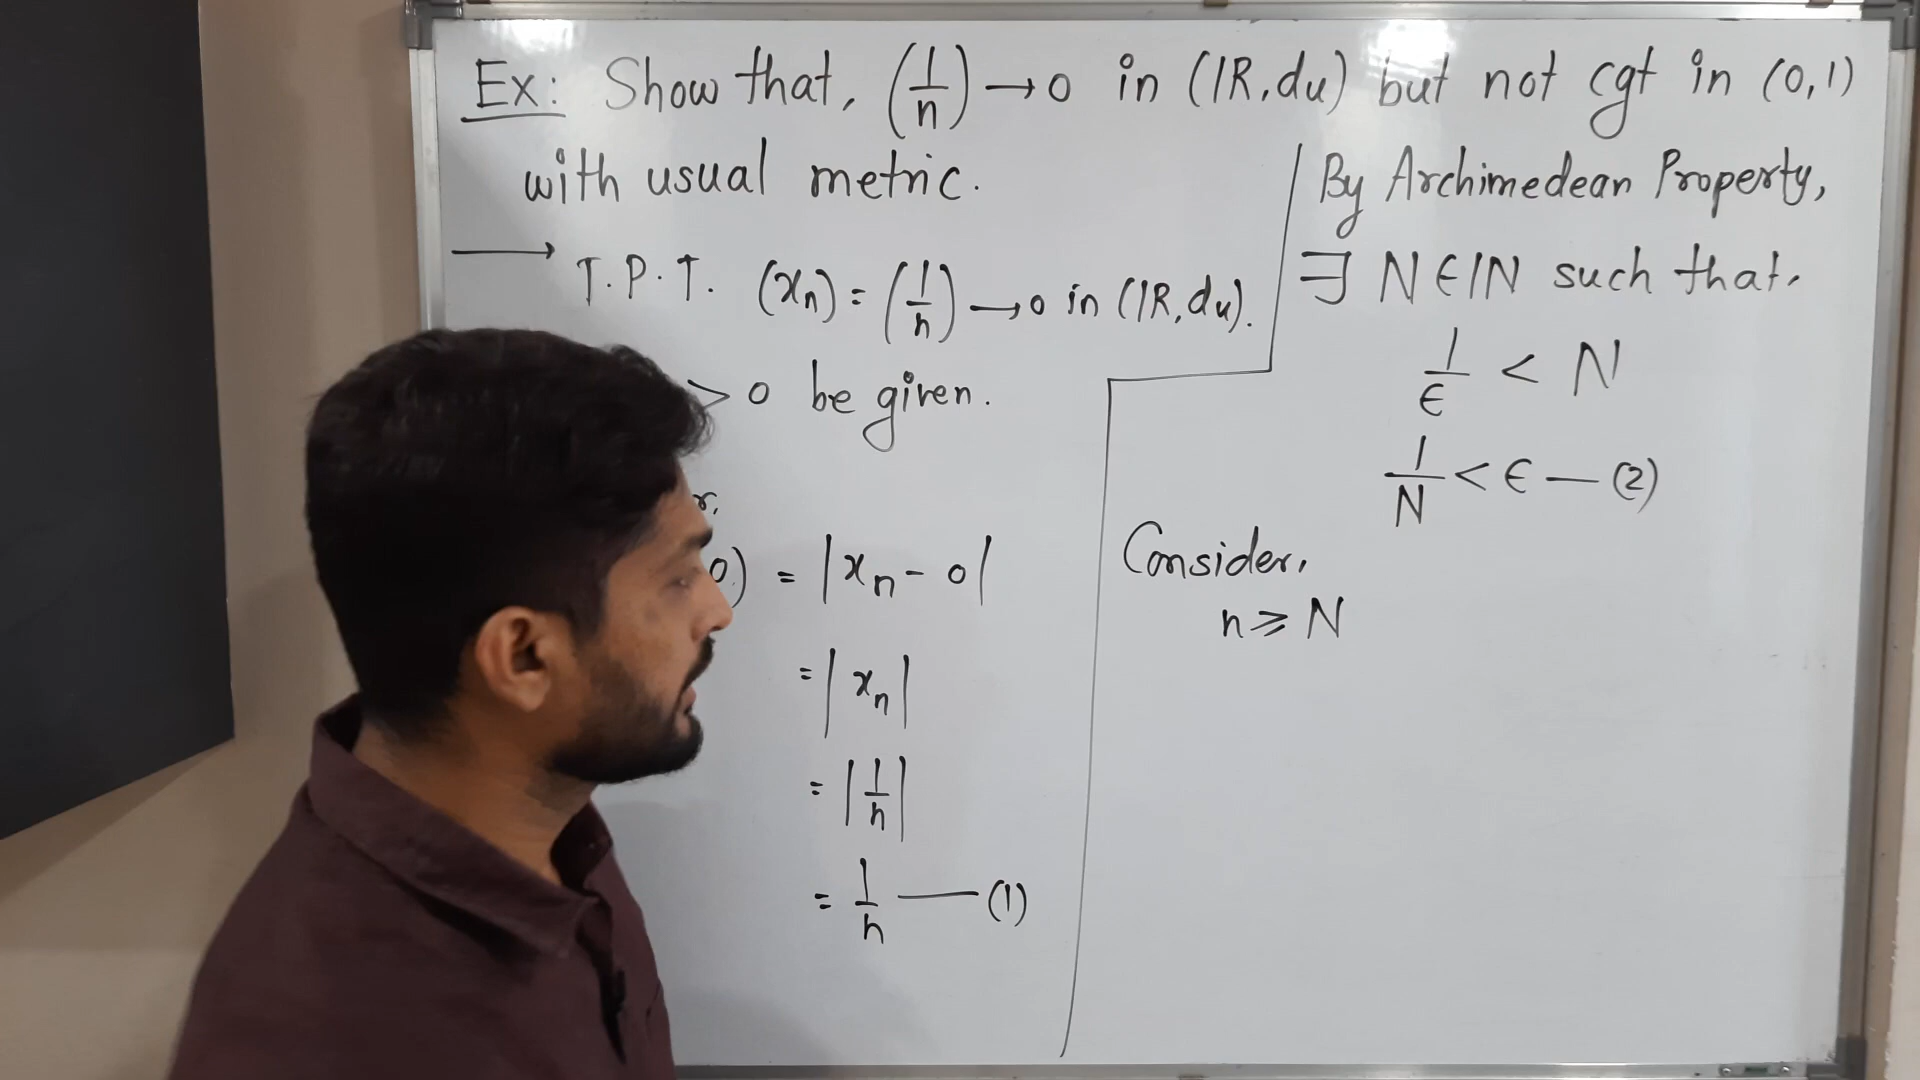 Ex: Show that, (1/n) → 0 in (IR, du) but not cgt in (0,1)
with usual metric.
→ T.P.T. (xn) = (1/n) → 0 in (IR, du).
> 0 be given.
r,
0) = |xn - 0|
= |xn|
= |1/n|
= 1/n — (1)
By Archimedean Property,
∃ N ∈ IN such that,
1/ϵ < N
1/N < ϵ — (2)
Consider,
n ≥ N